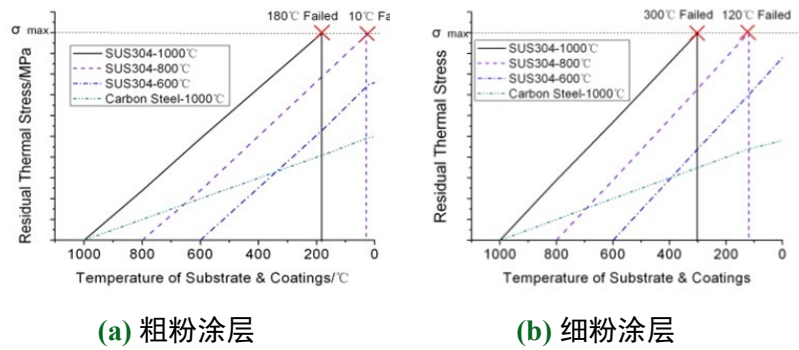 180℃ Failed 10℃ Fa
σ max
SUS304-1000℃
SUS304-800℃
SUS304-600℃
Carbon Steel-1000℃
Residual Thermal Stress/MPa
1000 800 600 400 200 0
Temperature of Substrate & Coatings/℃
(a) 粗粉涂层
300℃ Failed 120℃ Failed
σ max
SUS304-1000℃
SUS304-800℃
SUS304-600℃
Carbon Steel-1000℃
Residual Thermal Stress
1000 800 600 400 200 0
Temperature of Substrate & Coatings
(b) 细粉涂层